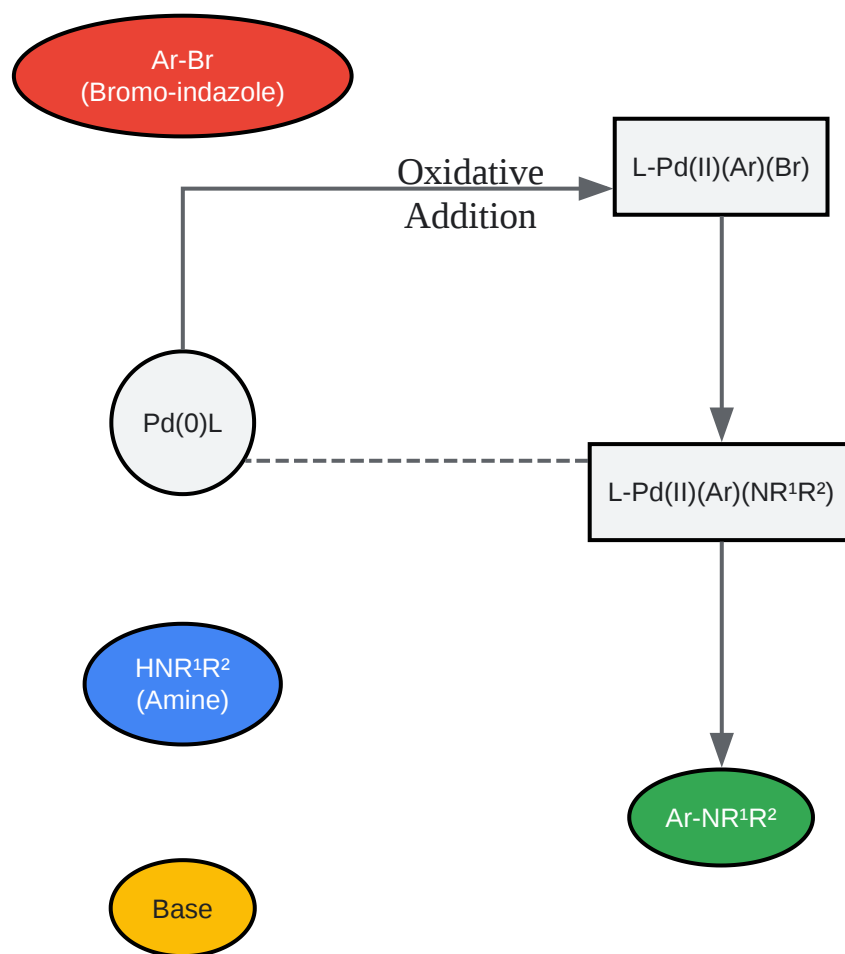 Ar-Br
(Bromo-indazole)
L-Pd(II)(Ar)(Br)
Oxidative
Addition
Pd(0)L
L-Pd(II)(Ar)(NR¹R²)
HNR¹R²
(Amine)
Ar-NR¹R²
Base